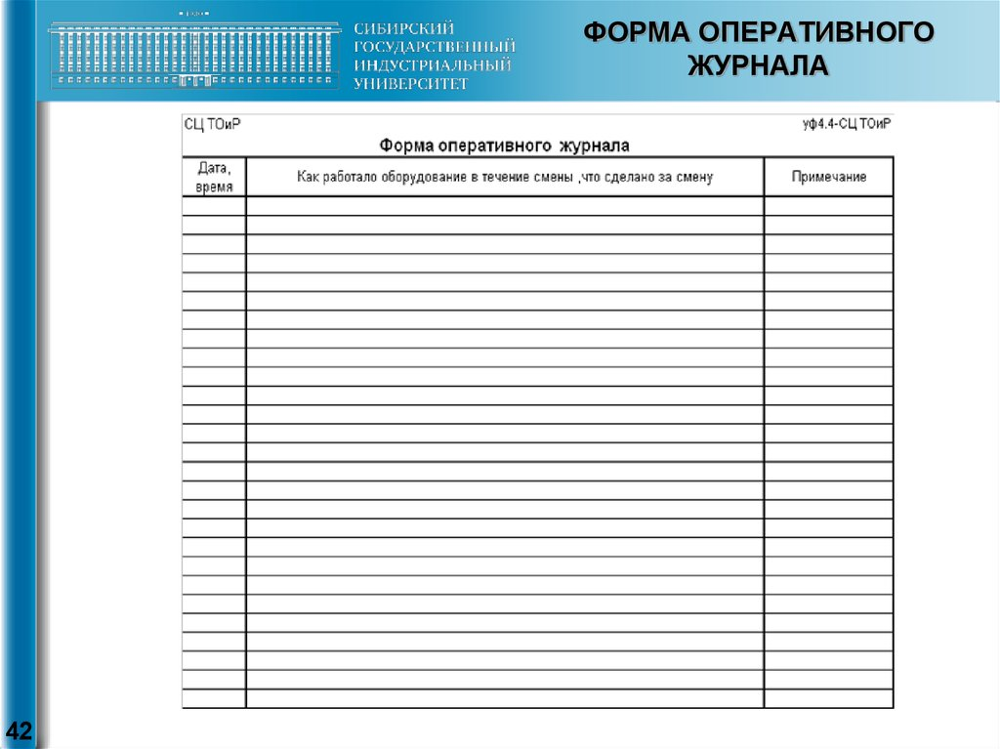 СИБИРСКИЙ
ГОСУДАРСТВЕННЫЙ
ИНДУСТРИАЛЬНЫЙ
УНИВЕРСИТЕТ
ФОРМА ОПЕРАТИВНОГО
ЖУРНАЛА
СЦ ТОиР
уф4.4-СЦ ТОиР
Форма оперативного журнала
Дата,
время
Как работало оборудование в течение смены ,что сделано за смену
Примечание
42